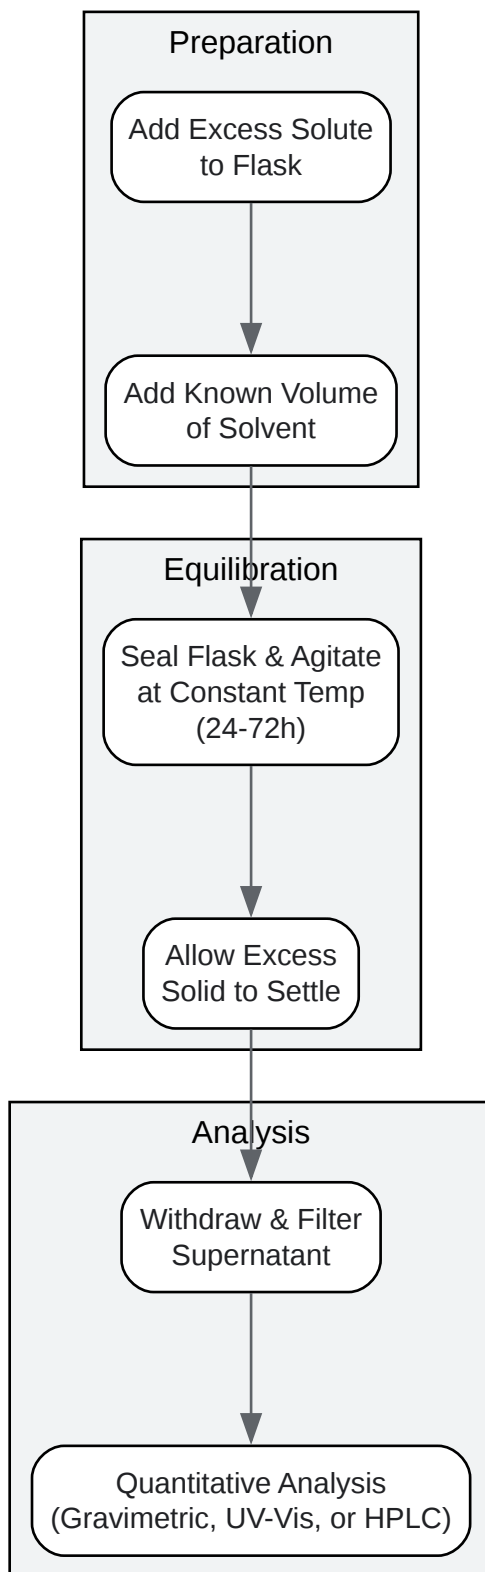 Preparation
Add Excess Solute
to Flask
Add Known Volume
of Solvent
Equilibration
Seal Flask & Agitate
at Constant Temp
(24-72h)
Allow Excess
Solid to Settle
Analysis
Withdraw & Filter
Supernatant
Quantitative Analysis
(Gravimetric, UV-Vis, or HPLC)